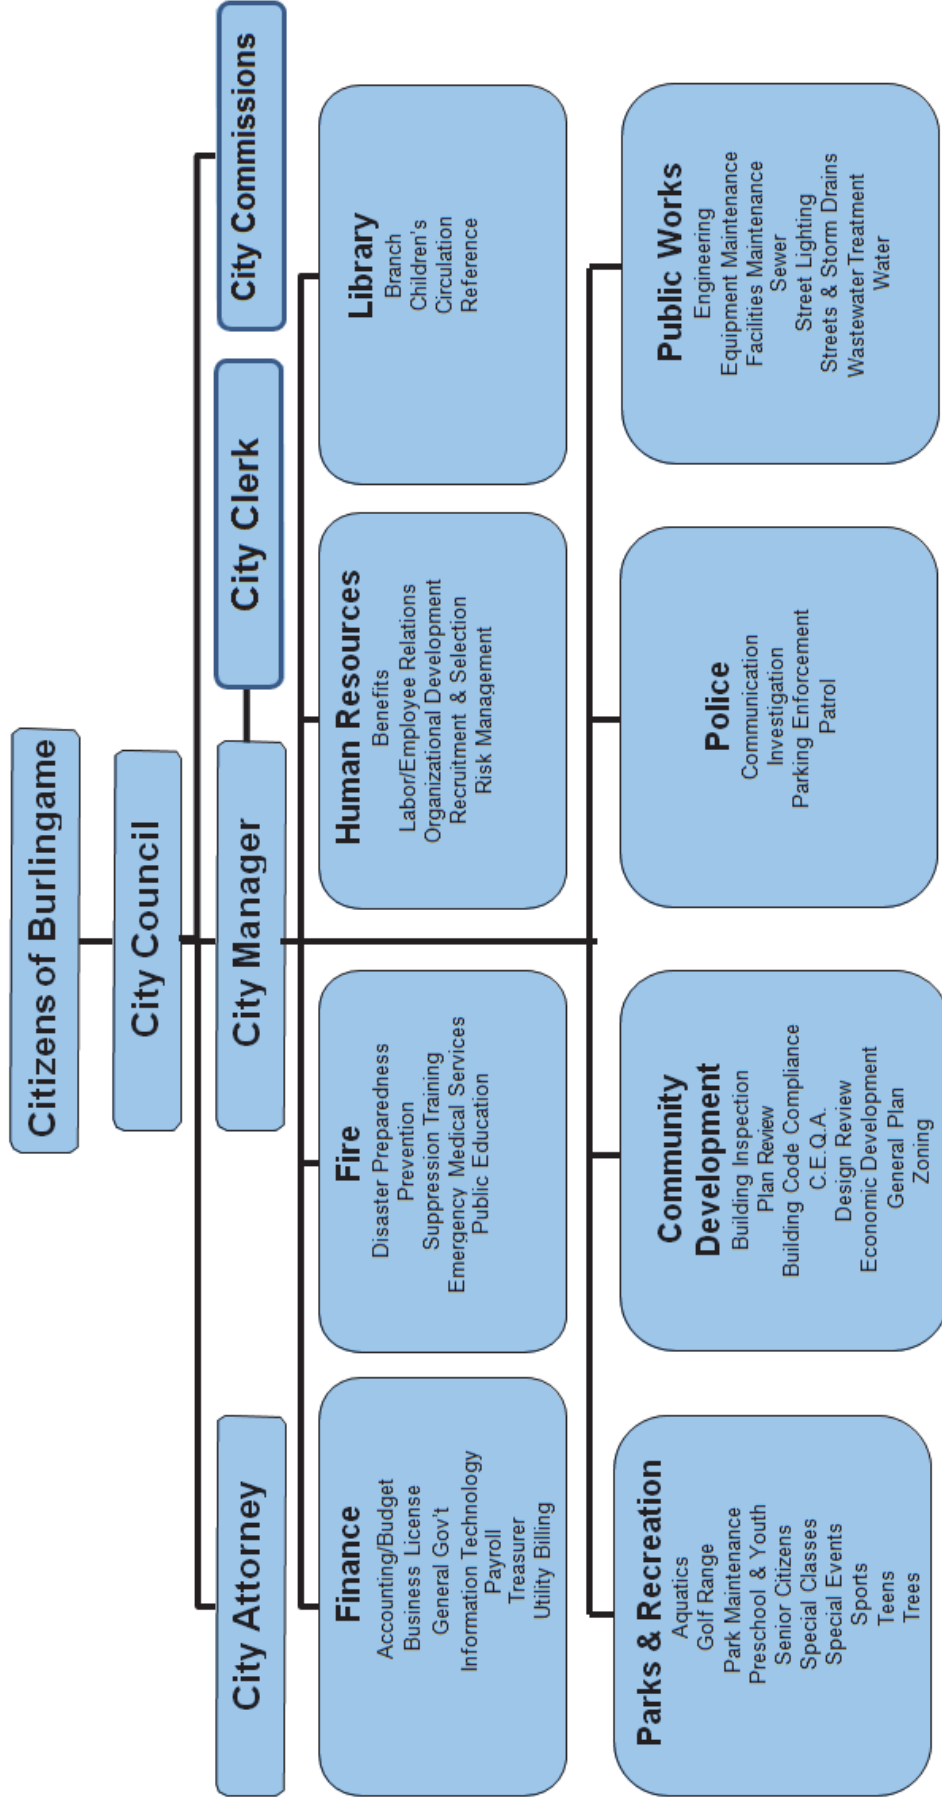 Citizens of Burlingame
City Council
City Attorney
City Manager
City Clerk
City Commissions
Finance
Accounting/Budget
Business License
General Gov't
Information Technology
Payroll
Treasurer
Utility Billing
Fire
Disaster Preparedness
Prevention
Suppression Training
Emergency Medical Services
Public Education
Human Resources
Benefits
Labor/Employee Relations
Organizational Development
Recruitment & Selection
Risk Management
Library
Branch
Children's
Circulation
Reference
Parks & Recreation
Aquatics
Golf Range
Park Maintenance
Preschool & Youth
Senior Citizens
Special Classes
Special Events
Sports
Teens
Trees
Community
Development
Building Inspection
Plan Review
Building Code Compliance
C.E.Q.A.
Design Review
Economic Development
General Plan
Zoning
Police
Communication
Investigation
Parking Enforcement
Patrol
Public Works
Engineering
Equipment Maintenance
Facilities Maintenance
Sewer
Street Lighting
Streets & Storm Drains
Wastewater Treatment
Water